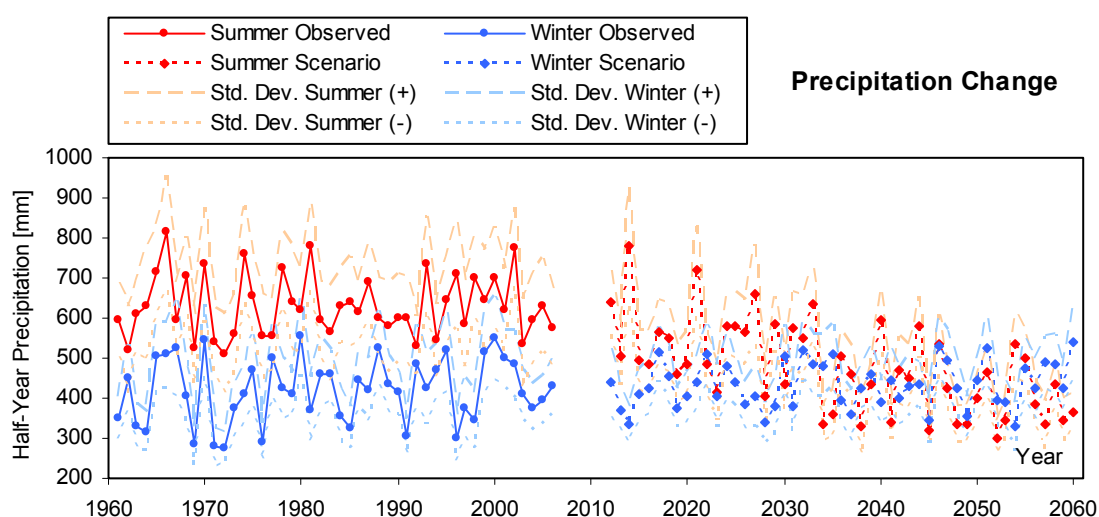 Summer Observed Winter Observed
Summer Scenario Winter Scenario
Std. Dev. Summer (+) Std. Dev. Winter (+)
Std. Dev. Summer (-) Std. Dev. Winter (-)
Precipitation Change
Half-Year Precipitation [mm]
1000
900
800
700
600
500
400
300
200
Year
1960 1970 1980 1990 2000 2010 2020 2030 2040 2050 2060